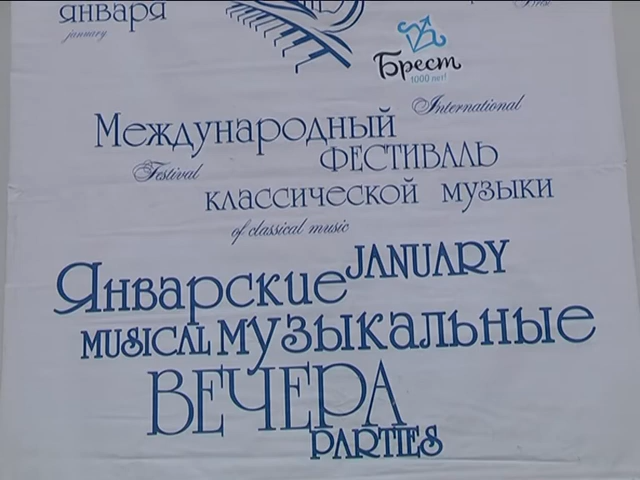 января
january
Брест
1000 лет!
International
Международный
ФЕСТИВАЛЬ
Festival
классической музыки
of classical music
Январские
JANUARY
MUSICAL
музыкальные
ВЕЧЕРА
PARTIES